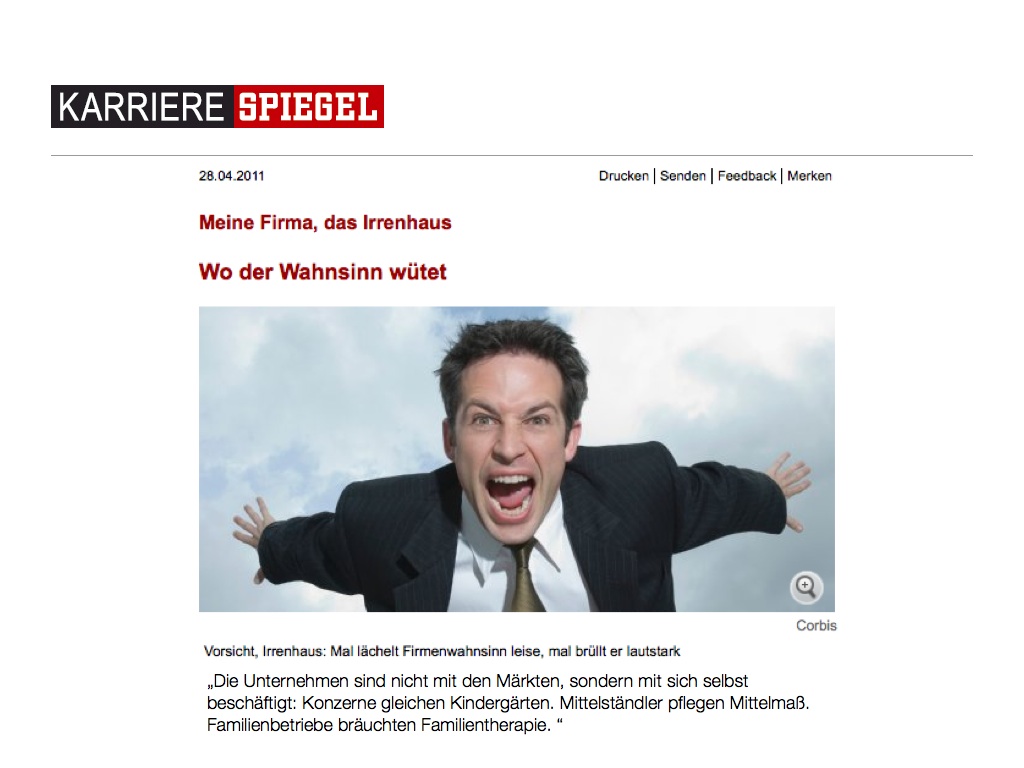 KARRIERE SPIEGEL
28.04.2011 Drucken | Senden | Feedback | Merken
Meine Firma, das Irrenhaus
Wo der Wahnsinn wütet
Corbis
Vorsicht, Irrenhaus: Mal lächelt Firmenwahnsinn leise, mal brüllt er lautstark
„Die Unternehmen sind nicht mit den Märkten, sondern mit sich selbst
beschäftigt: Konzerne gleichen Kindergärten. Mittelständler pflegen Mittelmaß.
Familienbetriebe bräuchten Familientherapie. “